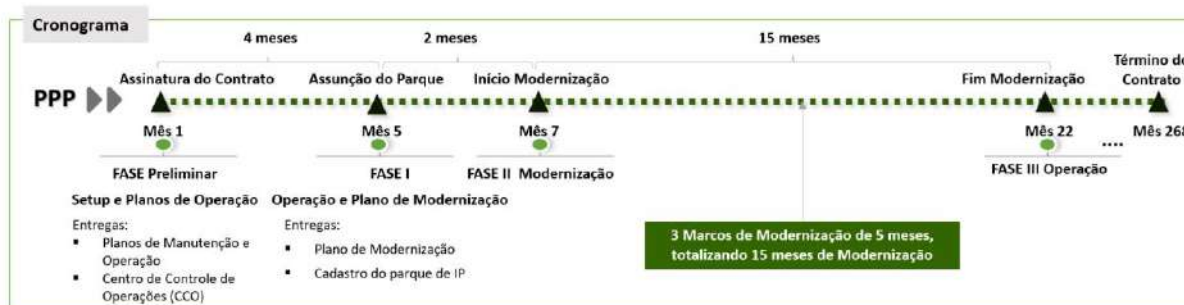 Cronograma
4 meses
2 meses
15 meses
PPP
Assinatura do Contrato
Assunção do Parque
Início Modernização
Fim Modernização
Término do
Contrato
Mês 1
Mês 5
Mês 7
Mês 22
....
Mês 268
FASE Preliminar
FASE I
FASE II Modernização
FASE III Operação
Setup e Planos de Operação
Entregas:
▪ Planos de Manutenção e
Operação
▪ Centro de Controle de
Operações (CCO)
Operação e Plano de Modernização
Entregas:
▪ Plano de Modernização
▪ Cadastro do parque de IP
3 Marcos de Modernização de 5 meses,
totalizando 15 meses de Modernização